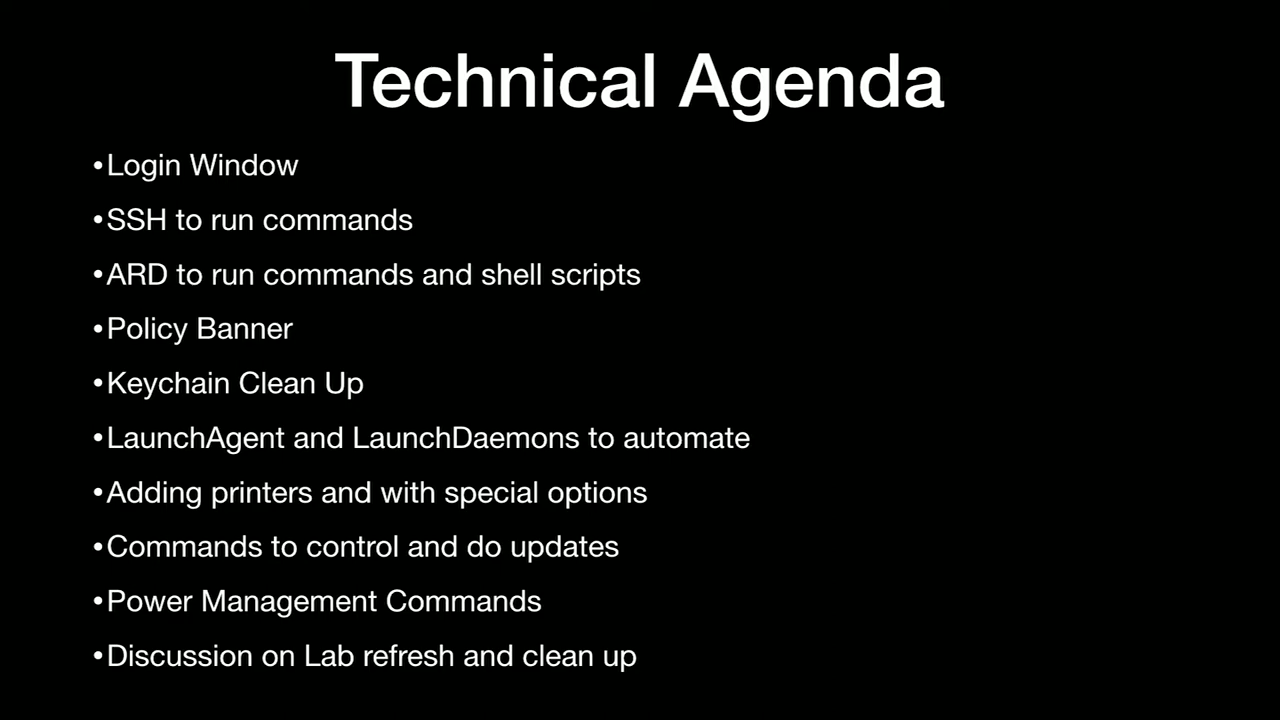 Technical Agenda
•Login Window
•SSH to run commands
•ARD to run commands and shell scripts
•Policy Banner
•Keychain Clean Up
•LaunchAgent and LaunchDaemons to automate
•Adding printers and with special options
•Commands to control and do updates
•Power Management Commands
•Discussion on Lab refresh and clean up